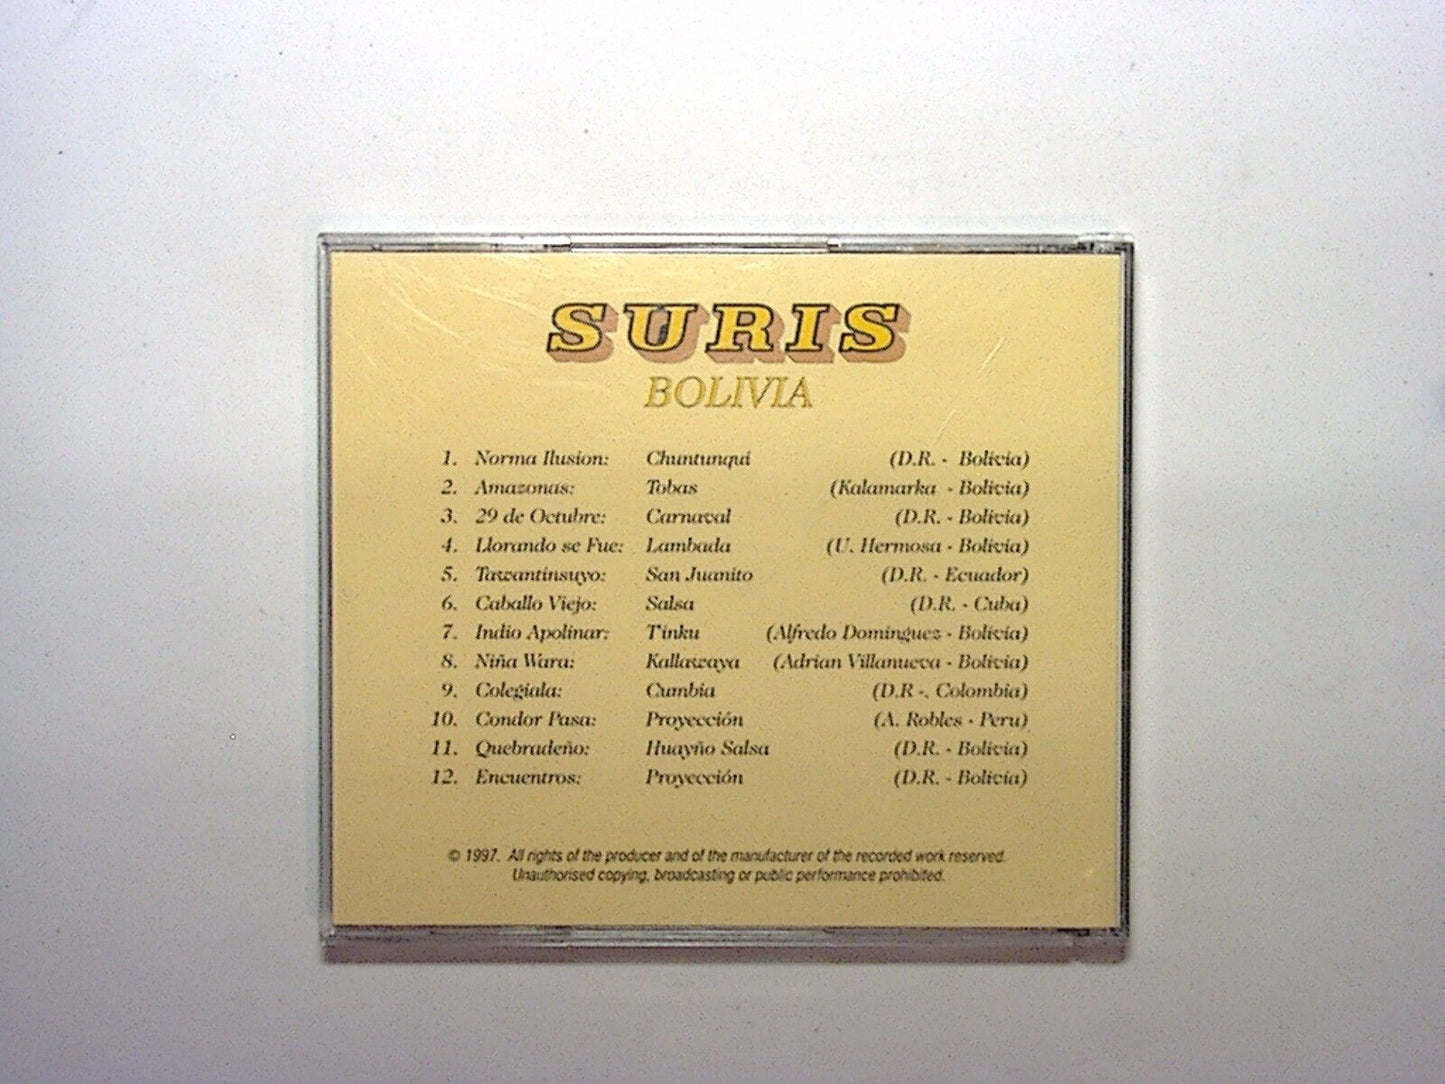 SURIS
BOLIVIA
1. Norma Ilusion: Chuntunqui (D.R. - Bolivia)
2. Amazonas: Tobas (Kalamarka - Bolivia)
3. 29 de Octubre: Carnaval (D.R. - Bolivia)
4. Llorando se Fue: Lambada (U. Hermosa - Bolivia)
5. Tawantinsuyo: San Juanito (D.R. - Ecuador)
6. Caballo Viejo: Salsa (D.R. - Cuba)
7. Indio Apolinar: Tinku (Alfredo Dominguez - Bolivia)
8. Niña Wara: Kallawaya (Adrian Villanueva - Bolivia)
9. Colegiala: Cumbia (D.R -. Colombia)
10. Condor Pasa: Proyección (A. Robles - Peru)
11. Quebradeño: Huayño Salsa (D.R. - Bolivia)
12. Encuentros: Proyección (D.R. - Bolivia)
© 1997. All rights of the producer and of the manufacturer of the recorded work reserved.
Unauthorised copying, broadcasting or public performance prohibited.